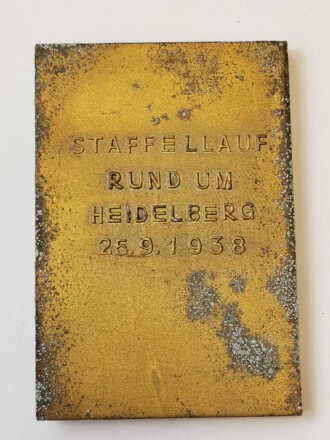 STAFFELLAUF
RUND UM
HEIDELBERG
25.9.1938